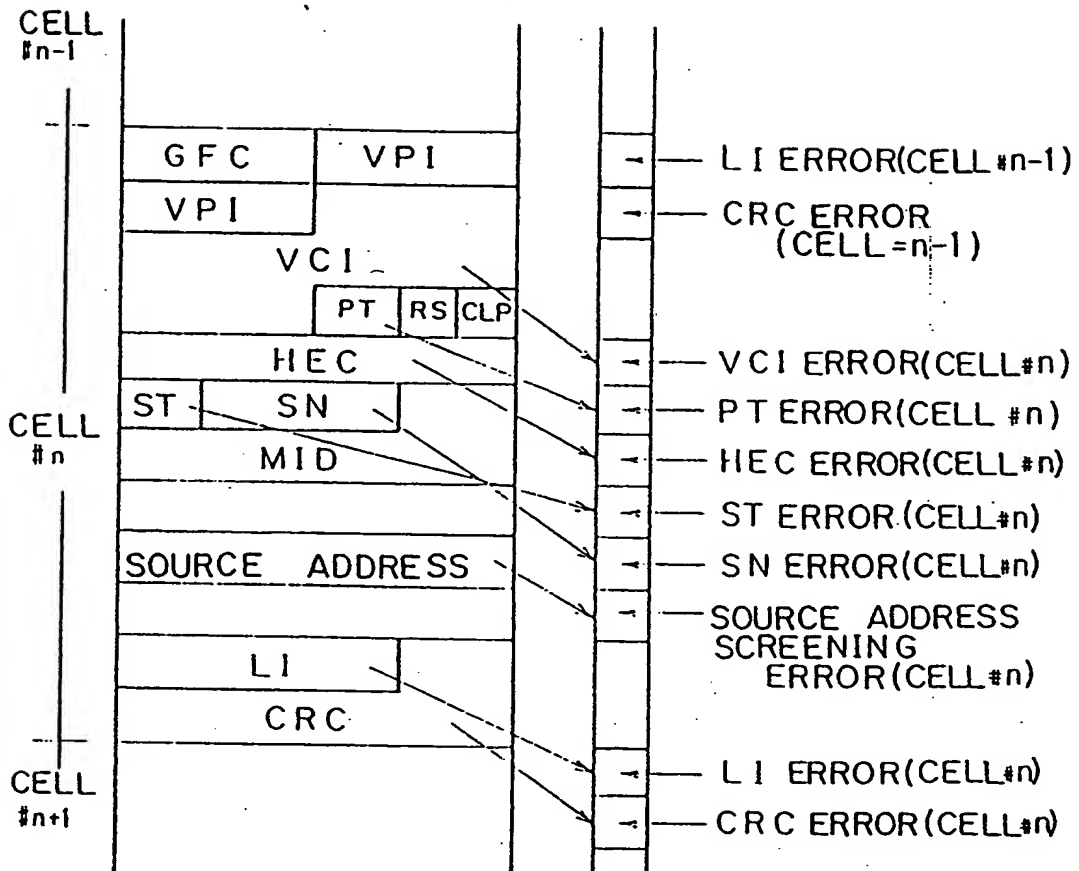 CELL
#n-1
GFC VPI
VPI
VCI
PT RS CLP
HEC
ST SN
CELL
#n
MID
SOURCE ADDRESS
LI
CRC
CELL
#n+1
LI ERROR(CELL#n-1)
CRC ERROR
(CELL=n-1)
VCI ERROR(CELL#n)
PT ERROR(CELL #n)
HEC ERROR(CELL#n)
ST ERROR(CELL#n)
SN ERROR(CELL#n)
SOURCE ADDRESS
SCREENING
ERROR(CELL#n)
LI ERROR(CELL#n)
CRC ERROR(CELL#n)